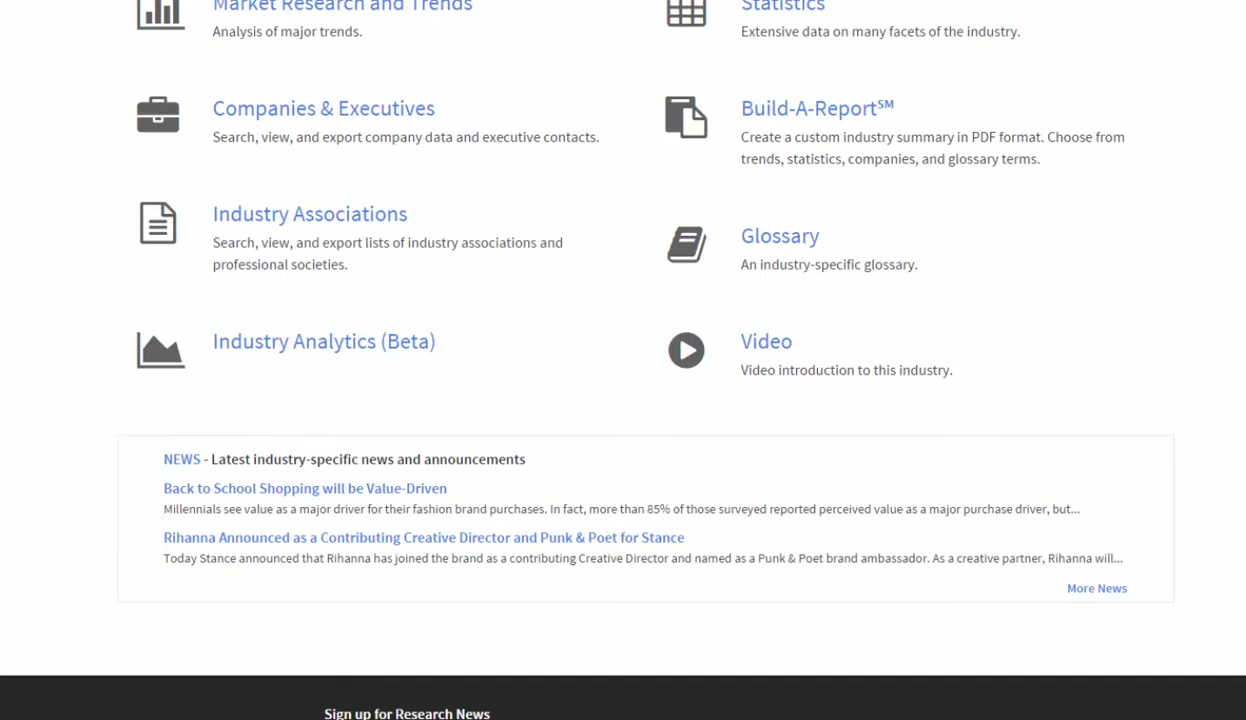 Market Research and Trends
Analysis of major trends.
Statistics
Extensive data on many facets of the industry.
Companies & Executives
Search, view, and export company data and executive contacts.
Build-A-Report℠
Create a custom industry summary in PDF format. Choose from
trends, statistics, companies, and glossary terms.
Industry Associations
Search, view, and export lists of industry associations and
professional societies.
Glossary
An industry-specific glossary.
Industry Analytics (Beta)
Video
Video introduction to this industry.
NEWS - Latest industry-specific news and announcements
Back to School Shopping will be Value-Driven
Millennials see value as a major driver for their fashion brand purchases. In fact, more than 85% of those surveyed reported perceived value as a major purchase driver, but...
Rihanna Announced as a Contributing Creative Director and Punk & Poet for Stance
Today Stance announced that Rihanna has joined the brand as a contributing Creative Director and named as a Punk & Poet brand ambassador. As a creative partner, Rihanna will...
More News
Sign up for Research News